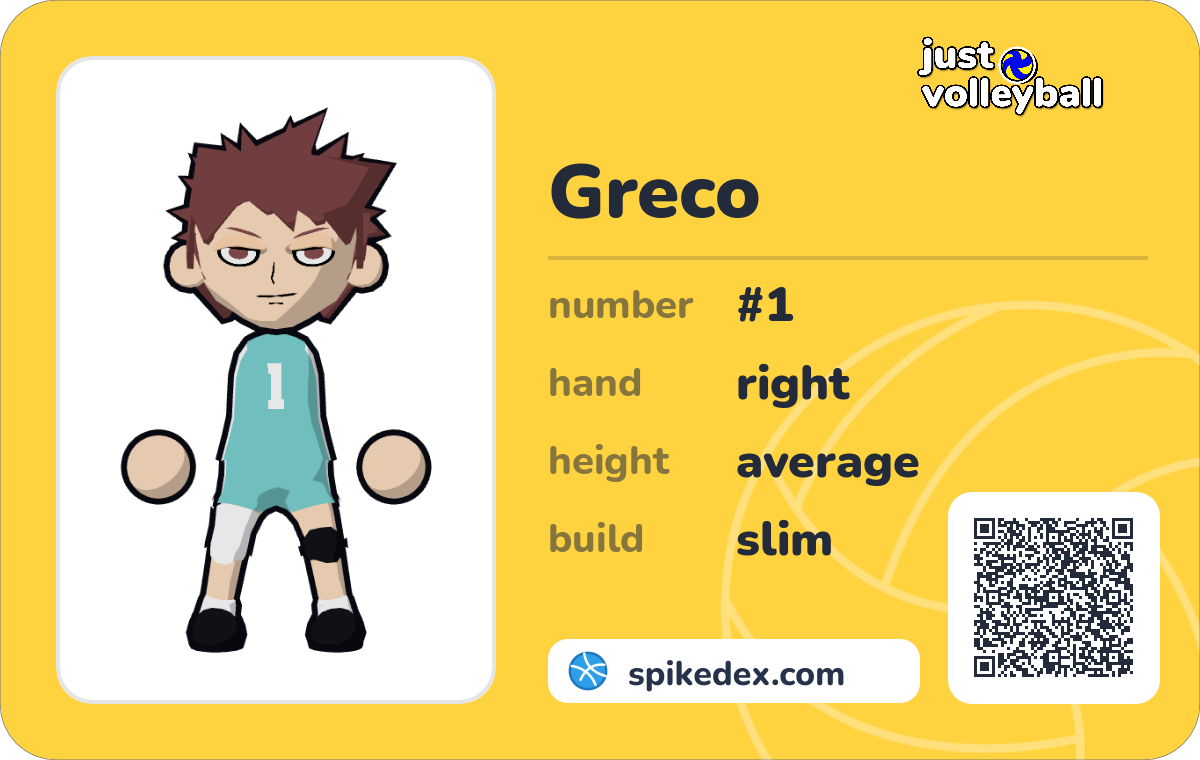 just
volleyball
Greco
number #1
hand right
height average
build slim
1
spikedex.com